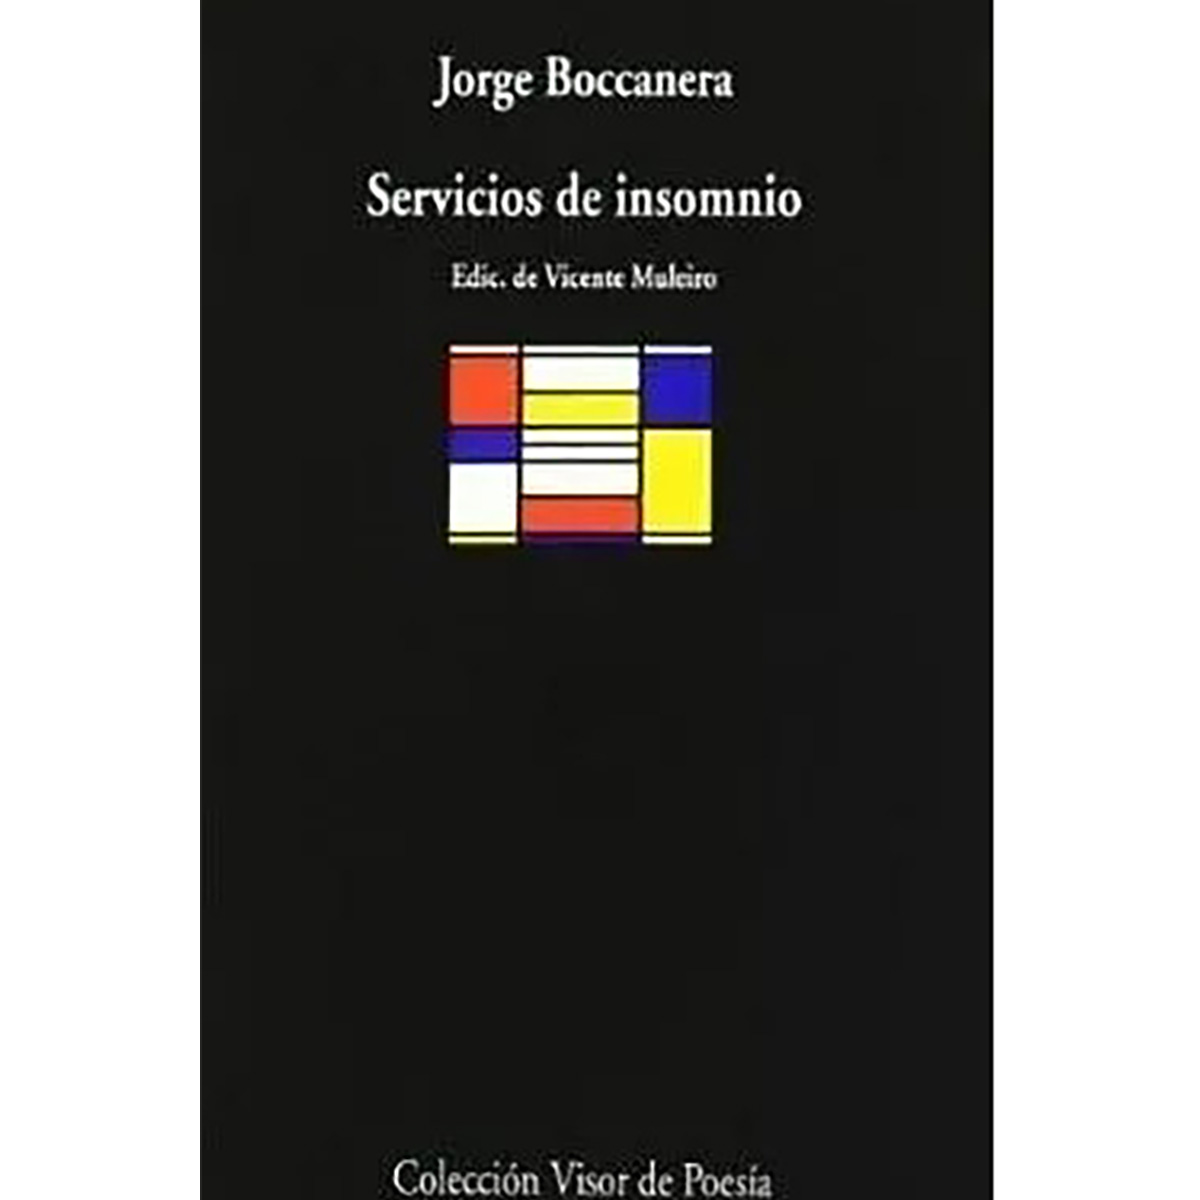 Jorge Boccanera
Servicios de insomnio
Edic. de Vicente Muleiro
Colección Visor de Poesía